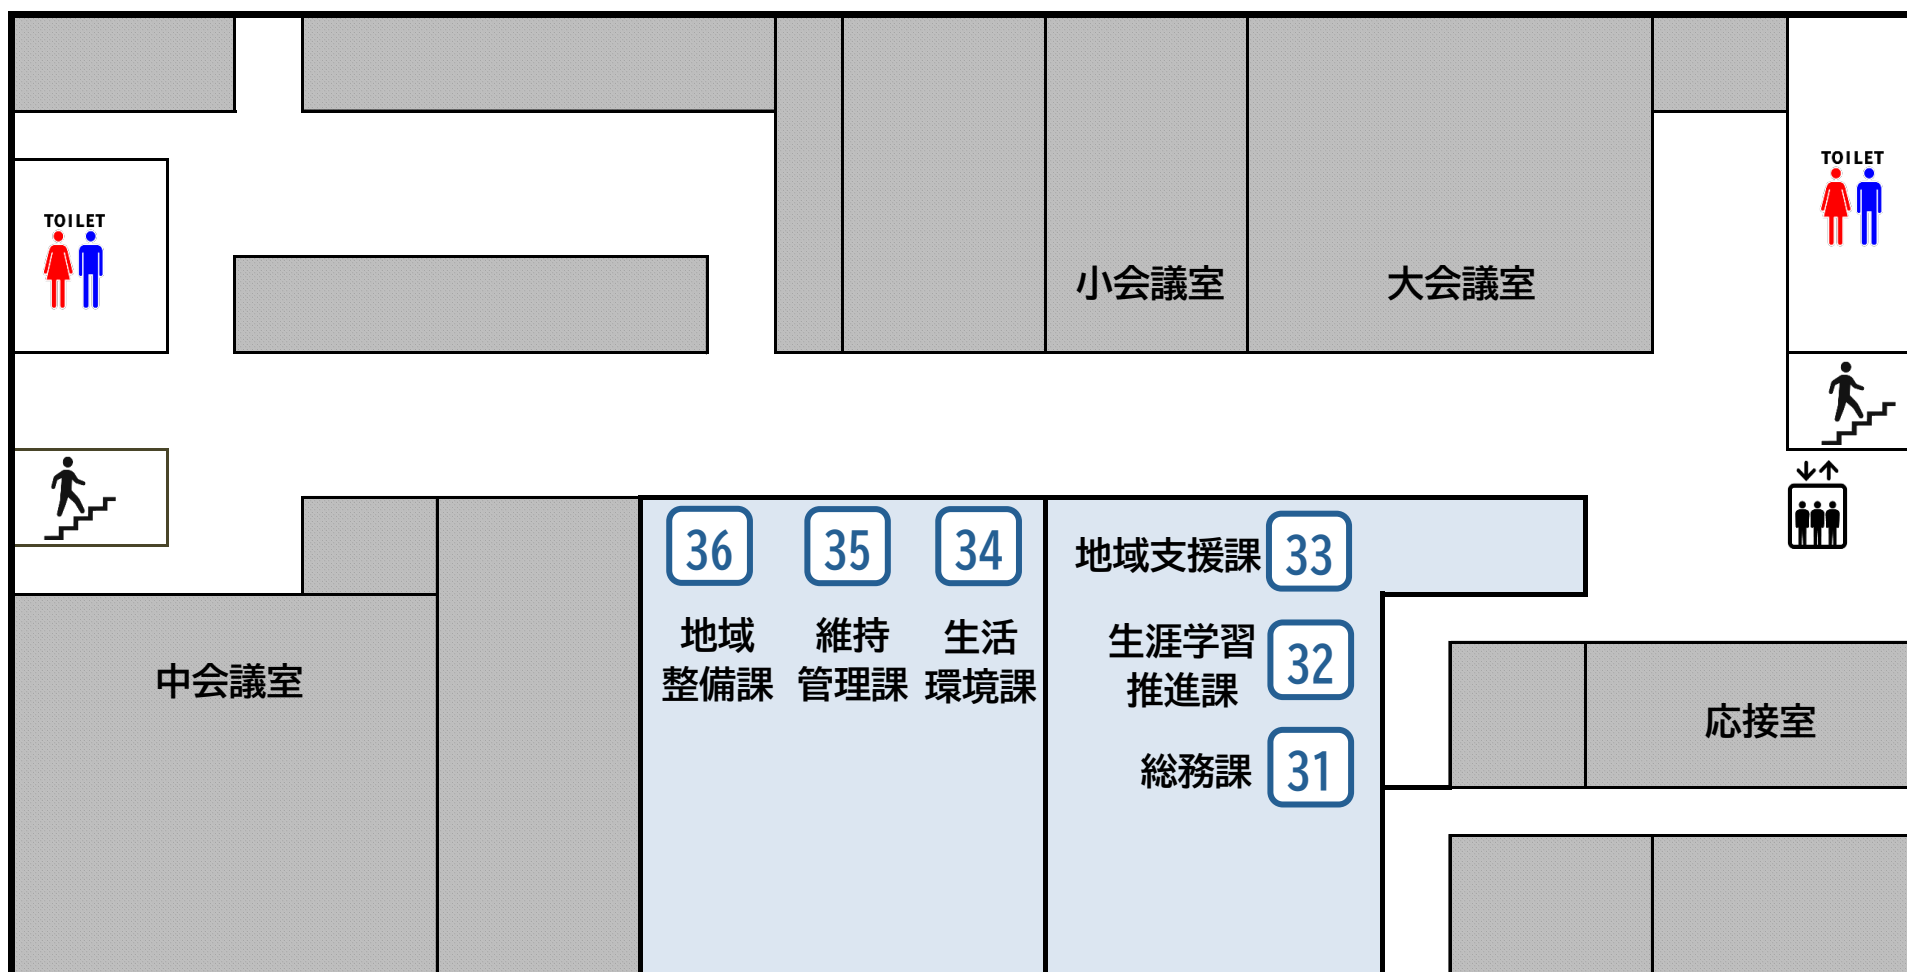 TOILET
TOILET
小会議室
大会議室
36
35
34
地域支援課
33
地域
整備課
維持
管理課
生活
環境課
生涯学習
推進課
32
中会議室
応接室
総務課
31